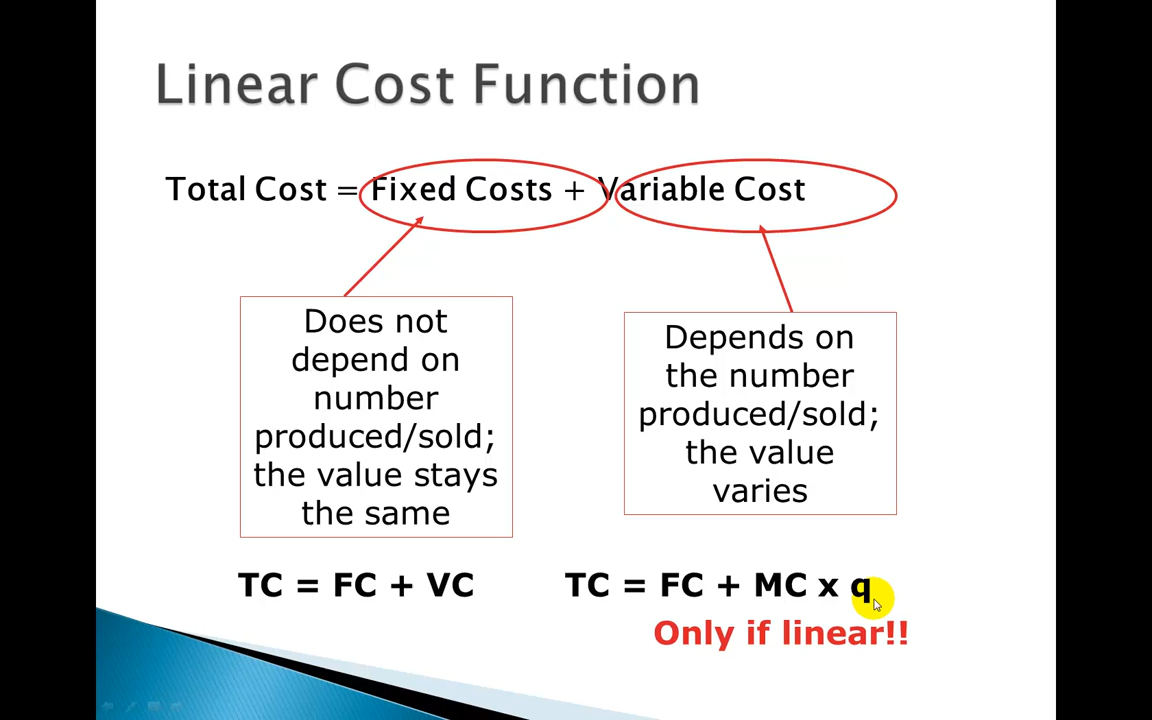 Linear Cost Function
Total Cost = Fixed Costs + Variable Cost
Does not
depend on
number
produced/sold;
the value stays
the same
Depends on
the number
produced/sold;
the value
varies
TC = FC + VC
TC = FC + MC x q
Only if linear!!